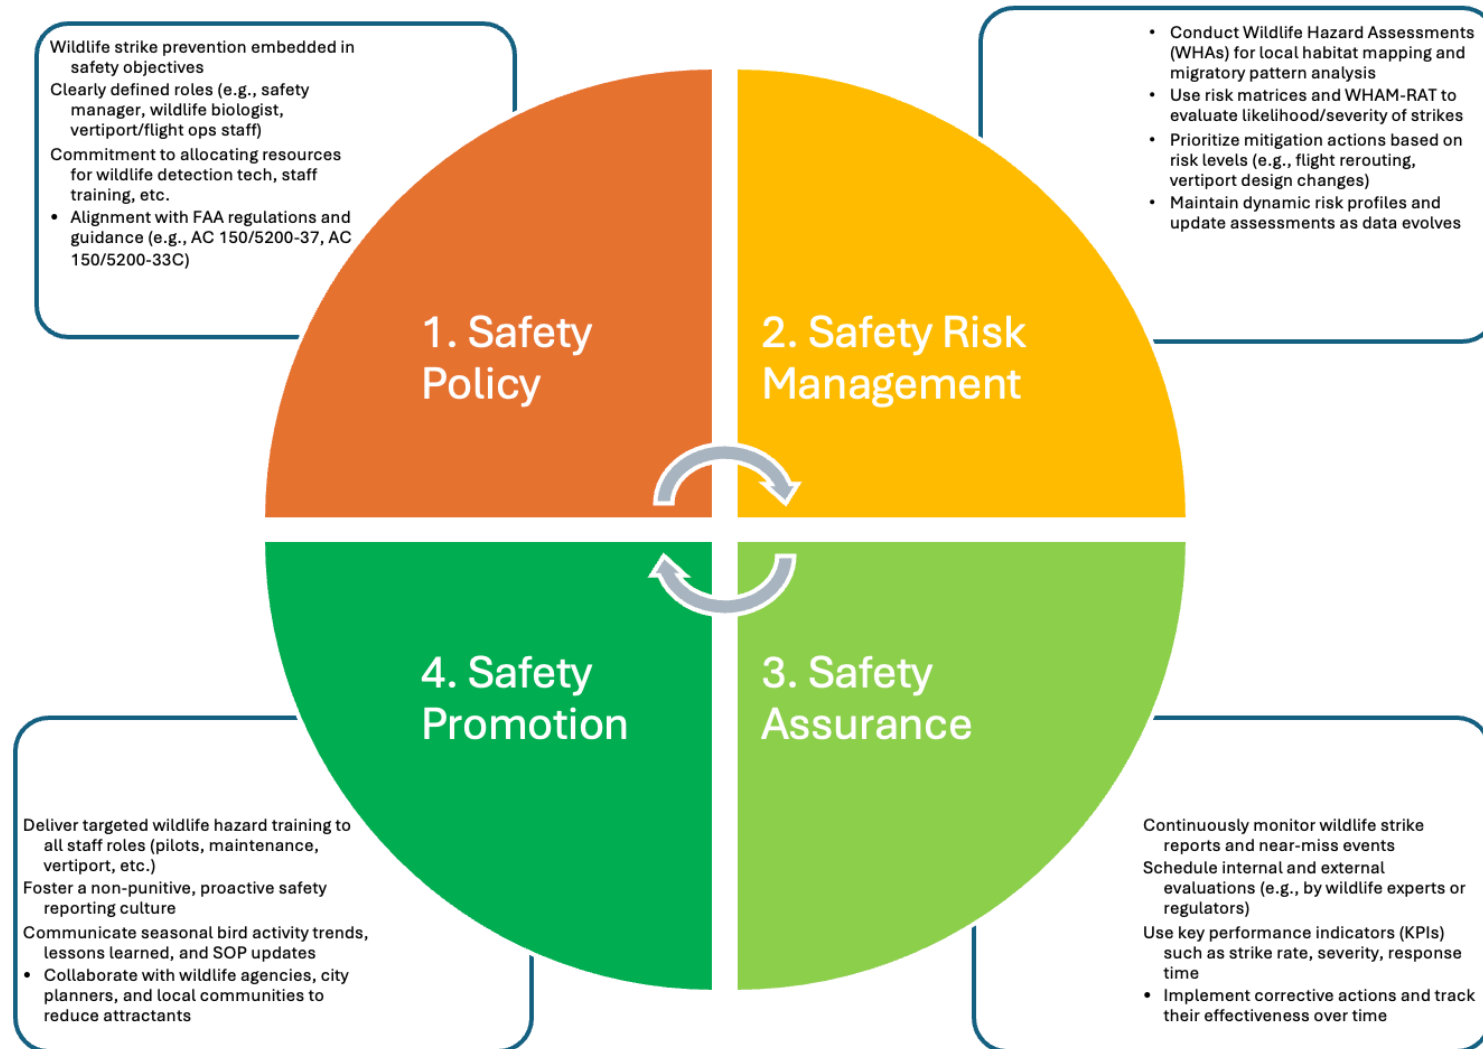 Wildlife strike prevention embedded in
safety objectives
Clearly defined roles (e.g., safety
manager, wildlife biologist,
vertiport/flight ops staff)
Commitment to allocating resources
for wildlife detection tech, staff
training, etc.
• Alignment with FAA regulations and
guidance (e.g., AC 150/5200-37, AC
150/5200-33C)
• Conduct Wildlife Hazard Assessments
(WHAs) for local habitat mapping and
migratory pattern analysis
• Use risk matrices and WHAM-RAT to
evaluate likelihood/severity of strikes
• Prioritize mitigation actions based on
risk levels (e.g., flight rerouting,
vertiport design changes)
• Maintain dynamic risk profiles and
update assessments as data evolves
1. Safety
Policy
2. Safety Risk
Management
4. Safety
Promotion
3. Safety
Assurance
Deliver targeted wildlife hazard training to
all staff roles (pilots, maintenance,
vertiport, etc.)
Foster a non-punitive, proactive safety
reporting culture
Communicate seasonal bird activity trends,
lessons learned, and SOP updates
• Collaborate with wildlife agencies, city
planners, and local communities to
reduce attractants
Continuously monitor wildlife strike
reports and near-miss events
Schedule internal and external
evaluations (e.g., by wildlife experts or
regulators)
Use key performance indicators (KPIs)
such as strike rate, severity, response
time
• Implement corrective actions and track
their effectiveness over time